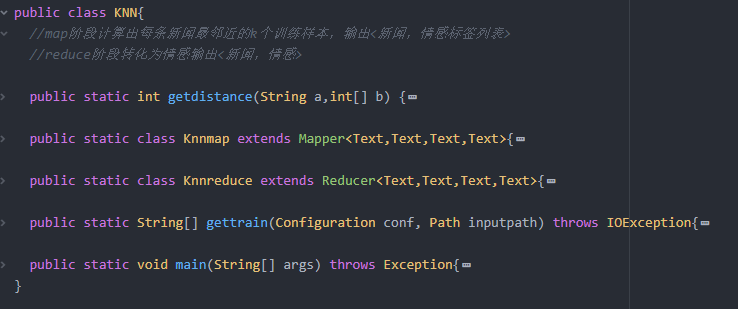 public class KNN{
//map阶段计算出每条新闻最邻近的k个训练样本，输出<新闻，情感标签列表>
//reduce阶段转化为情感输出<新闻，情感>
public static int getdistance(String a,int[] b) {…
public static class Knnmap extends Mapper<Text,Text,Text,Text>{…
public static class Knnreduce extends Reducer<Text,Text,Text,Text>{…
public static String[] gettrain(Configuration conf, Path inputpath) throws IOException{…
public static void main(String[] args) throws Exception{…
}